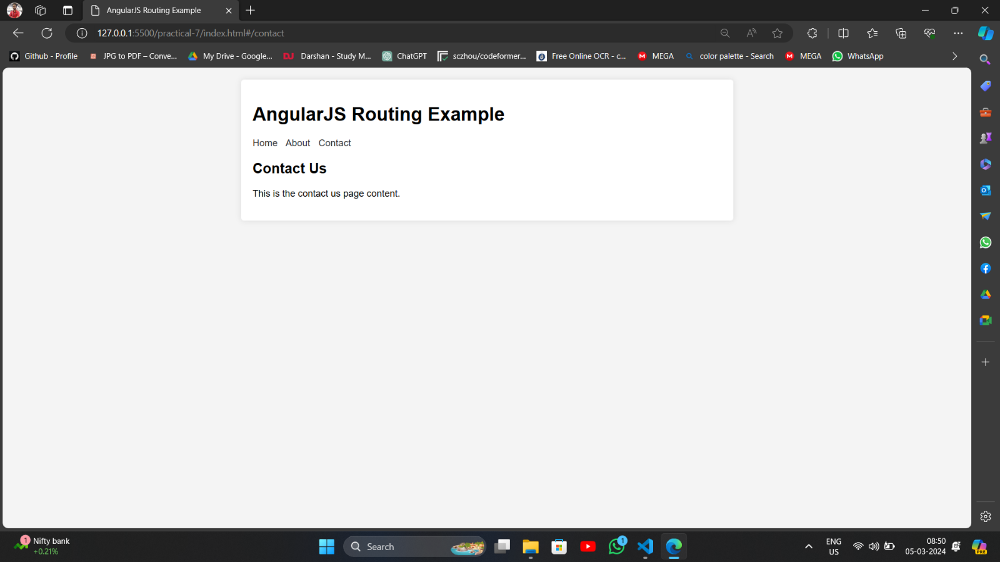 AngularJS Routing Example
127.0.0.1:5500/practical-7/index.html#/contact
Github - Profile JPG to PDF – Conve... My Drive - Google... Darshan - Study M... ChatGPT sczhou/codeformer... Free Online OCR - c... MEGA color palette - Search MEGA WhatsApp
AngularJS Routing Example
Home About Contact
Contact Us
This is the contact us page content.
1 Nifty bank
+0.21%
Search
1
ENG
US
08:50
05-03-2024
PRE